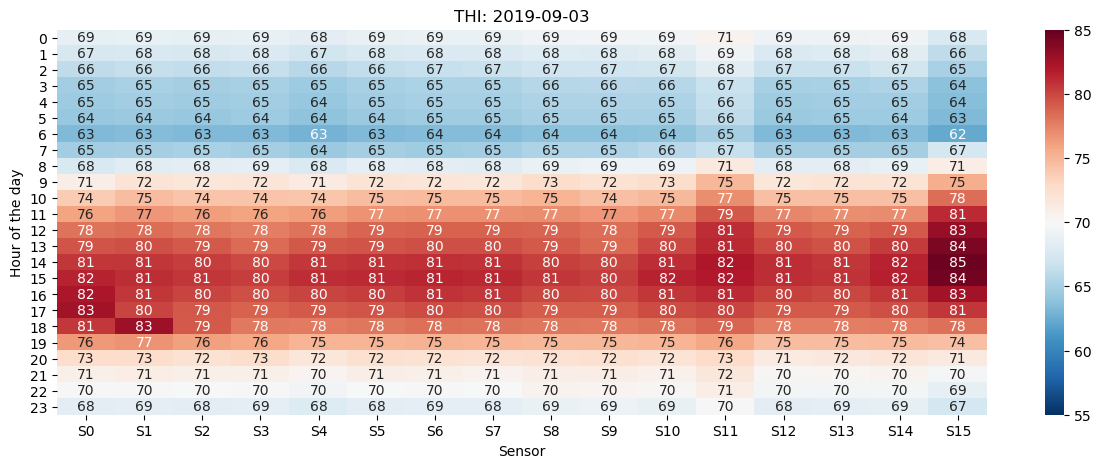 THI: 2019-09-03
Hour of the day
0 69 69 69 69 68 69 69 69 69 69 69 71 69 69 69 68
1 67 68 68 68 67 68 68 68 68 68 68 69 68 68 68 66
2 66 66 66 66 66 66 67 67 67 67 67 68 67 67 67 65
3 65 65 65 65 65 65 65 65 66 66 66 67 65 65 65 64
4 65 65 65 65 64 65 65 65 65 65 65 66 65 65 65 64
5 64 64 64 64 64 65 65 65 65 65 65 66 64 65 64 63
6 63 63 63 63 63 63 64 64 64 64 64 65 63 63 63 62
7 65 65 65 65 64 65 65 65 65 65 66 67 65 65 65 67
8 68 68 68 69 68 68 68 68 69 69 69 71 68 68 69 71
9 71 72 72 72 71 72 72 72 73 72 73 75 72 72 72 75
10 74 75 74 74 74 75 75 75 75 74 75 77 75 75 75 78
11 76 77 76 76 76 77 77 77 77 77 77 79 77 77 77 81
12 78 78 78 78 78 79 79 79 79 78 79 81 79 79 79 83
13 79 80 79 79 79 79 80 80 79 79 80 81 80 79 80 84
14 81 81 80 80 81 81 81 81 80 80 81 82 81 81 82 85
15 82 81 81 80 81 81 81 81 81 80 82 82 81 81 82 84
16 82 81 80 80 80 80 81 81 80 80 81 81 80 80 81 83
17 83 80 79 79 79 79 80 80 79 79 80 80 79 79 80 81
18 81 83 79 78 78 78 78 78 78 78 78 79 78 78 78 78
19 76 77 76 76 75 75 75 75 75 75 75 76 75 75 75 74
20 73 73 72 73 72 72 72 72 72 72 72 73 71 72 72 71
21 71 71 71 71 70 71 71 71 71 71 71 72 70 70 70 70
22 70 70 70 70 70 70 70 70 70 70 70 71 70 70 70 69
23 68 69 68 69 68 68 69 68 69 69 69 70 68 69 69 67
S0 S1 S2 S3 S4 S5 S6 S7 S8 S9 S10 S11 S12 S13 S14 S15
Sensor
85
80
75
70
65
60
55